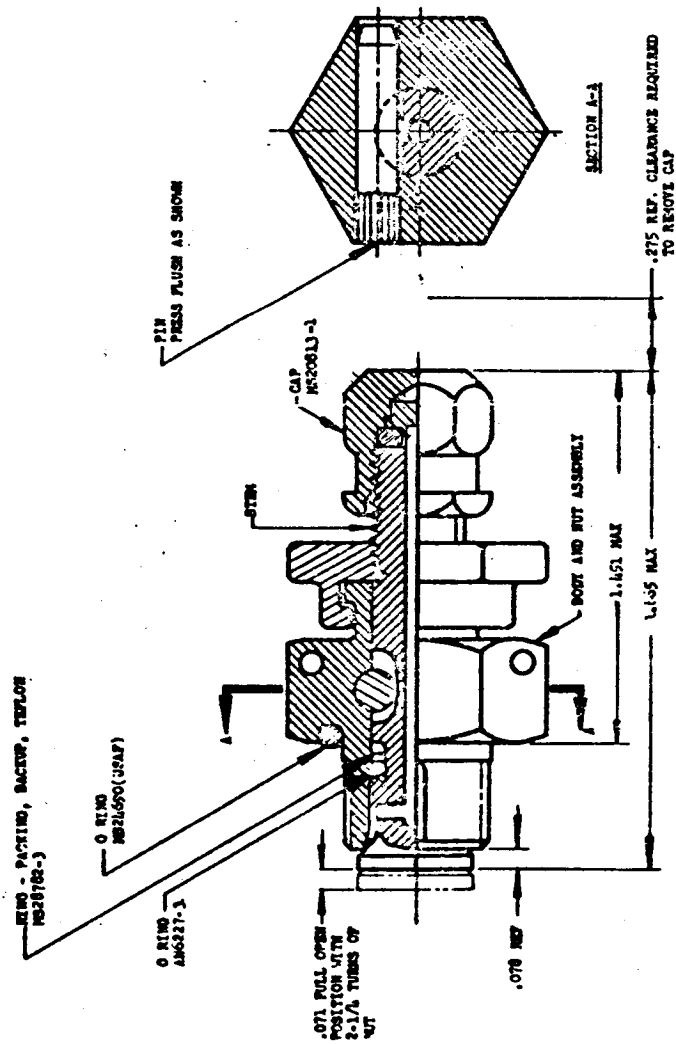 RING - PACKING, BACKUP, TEFLON
MS28782-3
O RING
(USAF)
O RING
AN6227-3
.071 FULL OPEN
POSITION WITH
2-1/4 TURNS OF
NUT
.078 REF
A
A
STEM
CAP
MS20813-1
PIN
PRESS FLUSH AS SHOWN
BODY AND NUT ASSEMBLY
1.451 MAX
MAX
.275 REF. CLEARANCE REQUIRED
TO REMOVE CAP
SECTION A-A